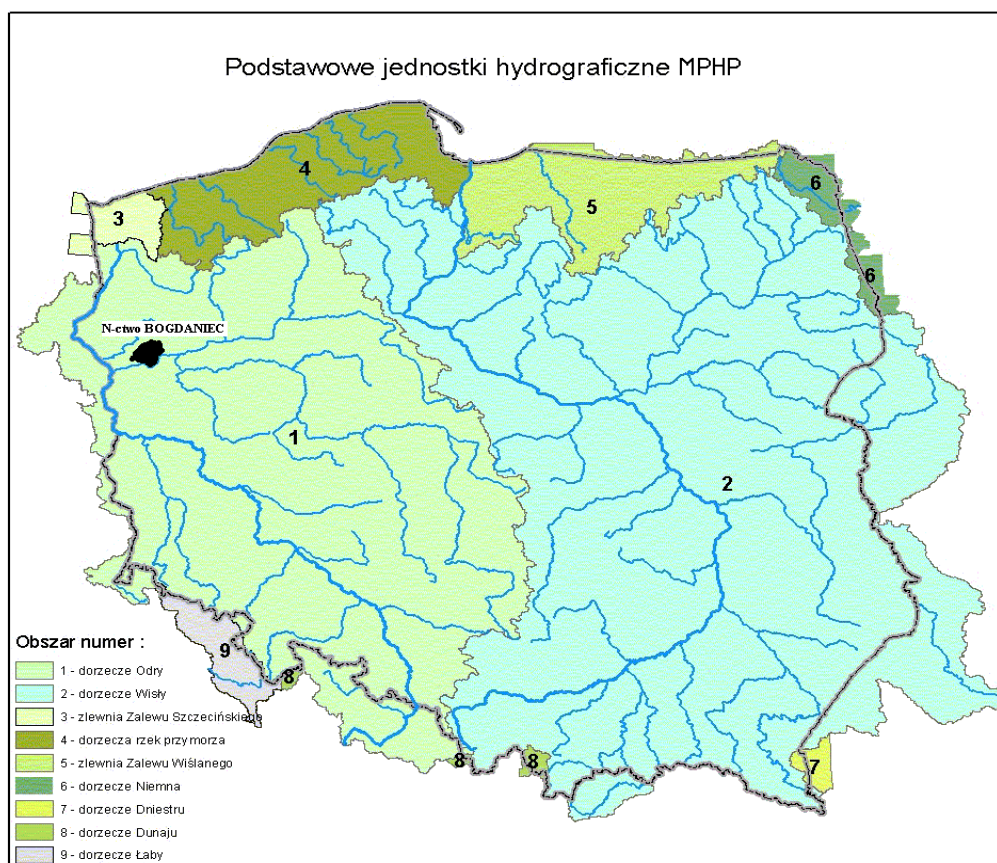 Podstawowe jednostki hydrograficzne MPHP
4
6
3
5
6
N-ctwo BOGDANIEC
1
2
9
8
8
8
7
Obszar numer :
1 - dorzecze Odry
2 - dorzecze Wisły
3 - zlewnia Zalewu Szczecińskiego
4 - dorzecza rzek przymorza
5 - zlewnia Zalewu Wiślanego
6 - dorzecze Niemna
7 - dorzecze Dniestru
8 - dorzecze Dunaju
9 - dorzecze Łaby